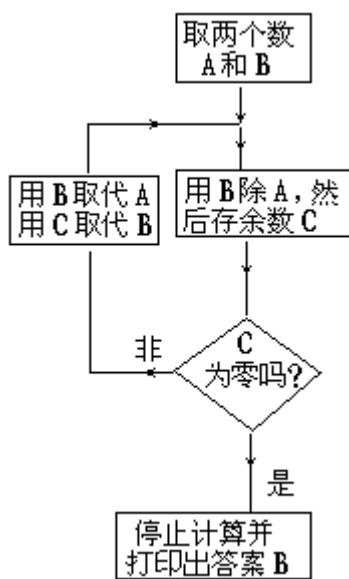 取两个数
A和B
用B取代A
用C取代B
用B除A,然
后存余数C
C
为零吗?
非
是
停止计算并
打印出答案B